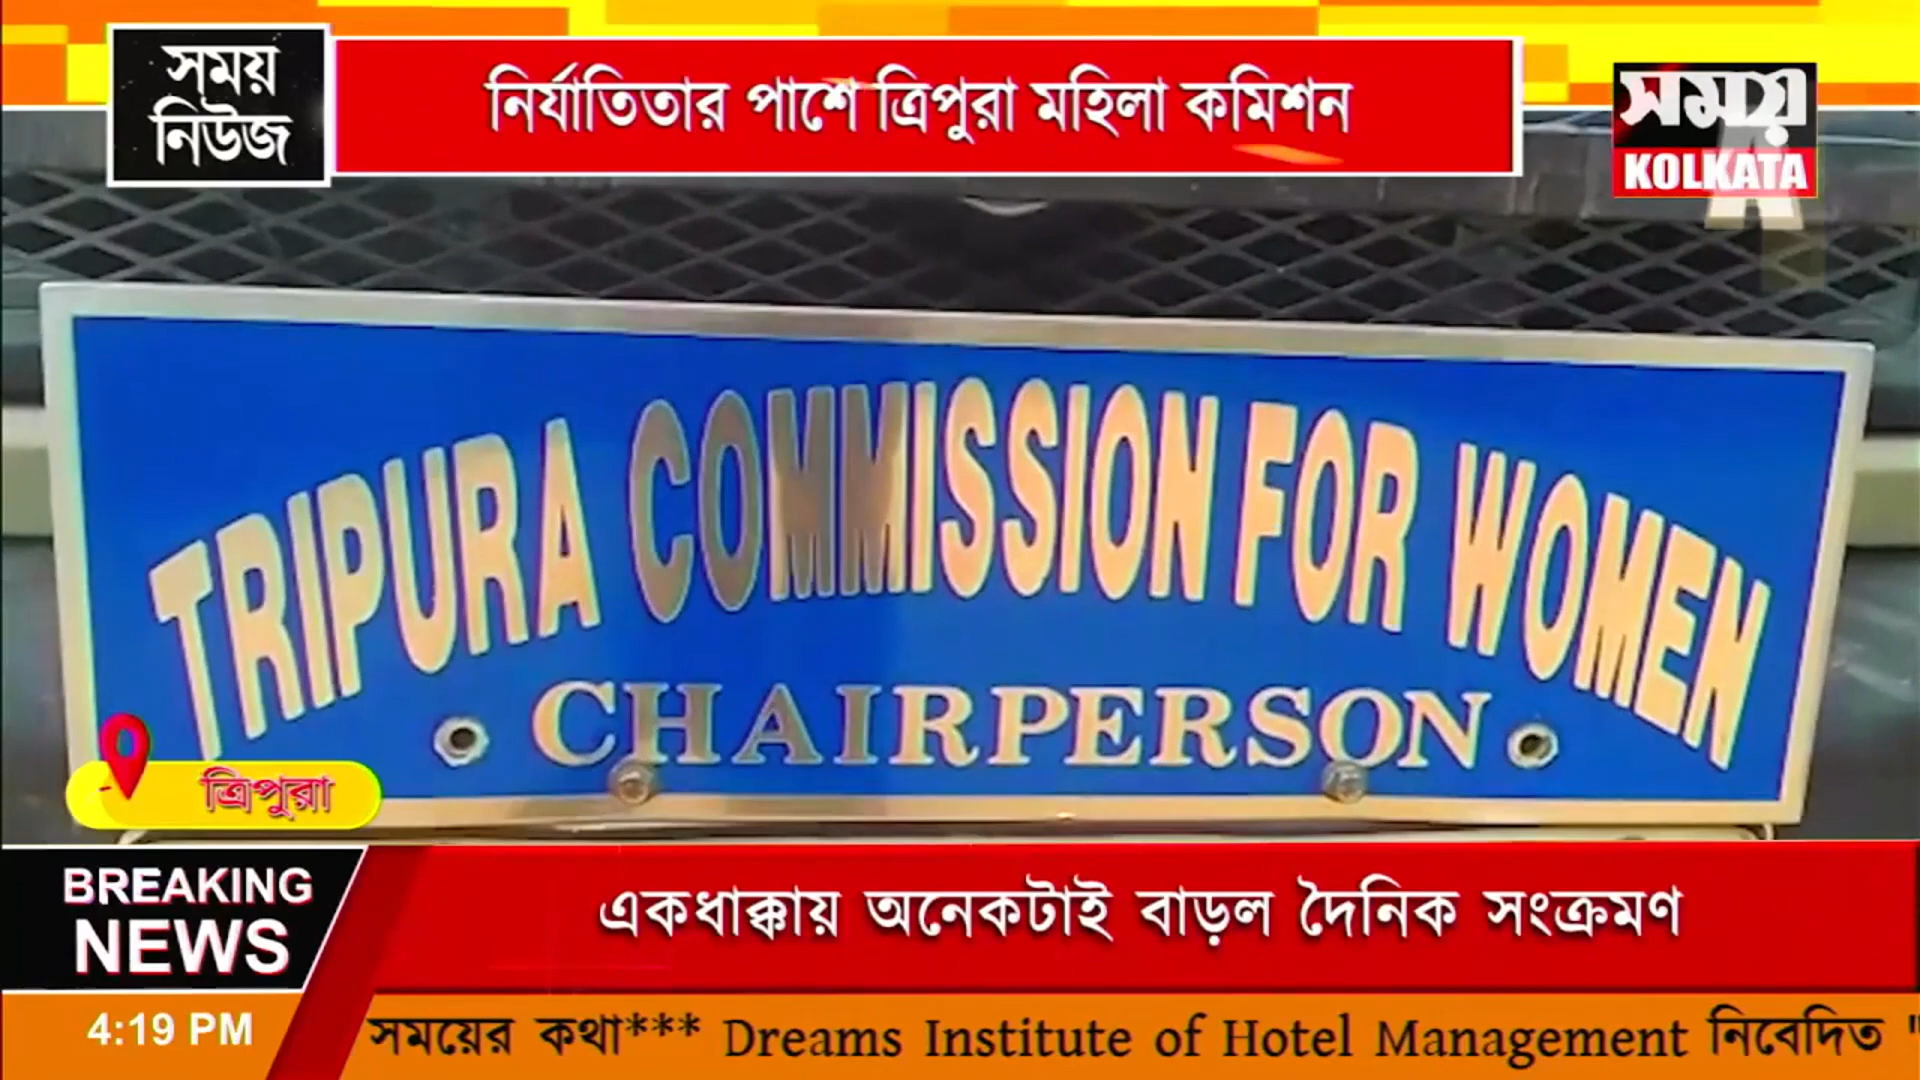 সময়
নিউজ
নির্যাতিতার পাশে ত্রিপুরা মহিলা কমিশন
সময়
KOLKATA
TRIPURA COMMISSION FOR WOMEN
CHAIRPERSON
ত্রিপুরা
BREAKING
NEWS
একধাক্কায় অনেকটাই বাড়ল দৈনিক সংক্রমণ
4:19 PM
সময়ের কথা*** Dreams Institute of Hotel Management নিবেদিত "